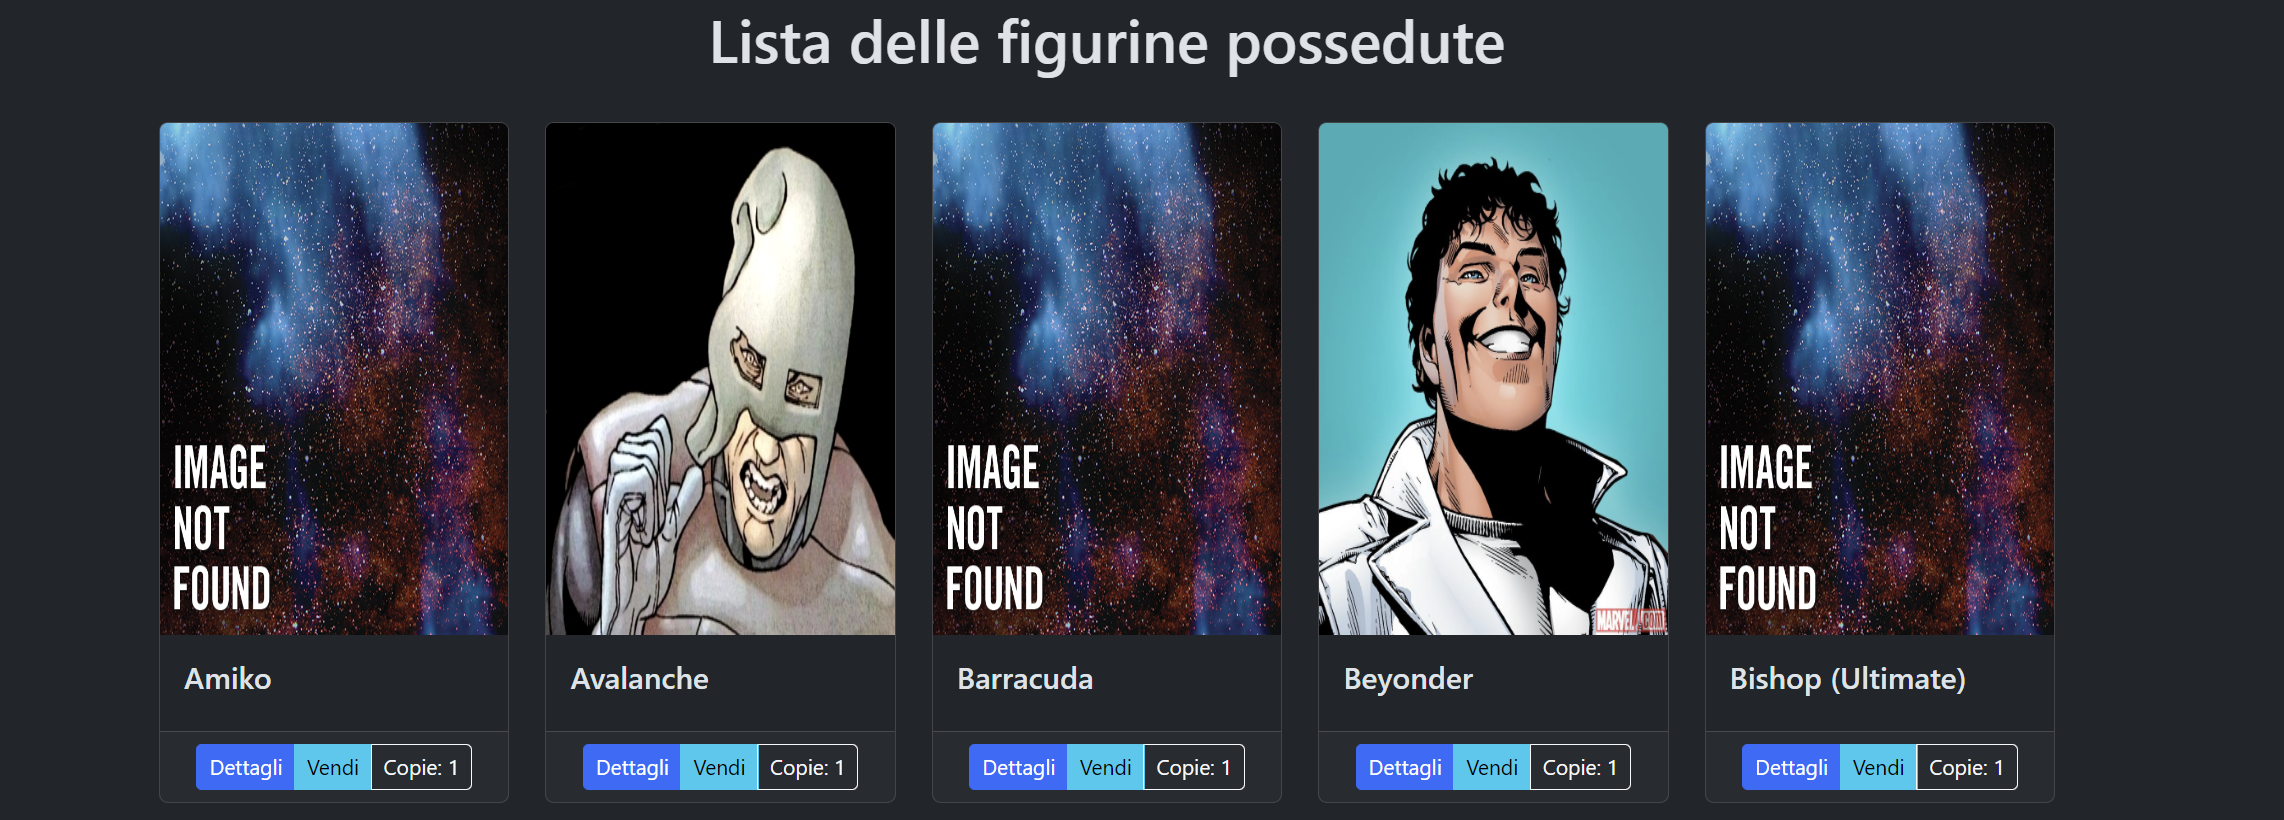 Lista delle figurine possedute
IMAGE
NOT
FOUND
Amiko
Dettagli Vendi Copie: 1
Avalanche
Dettagli Vendi Copie: 1
IMAGE
NOT
FOUND
Barracuda
Dettagli Vendi Copie: 1
MARVEL.com
Beyonder
Dettagli Vendi Copie: 1
IMAGE
NOT
FOUND
Bishop (Ultimate)
Dettagli Vendi Copie: 1